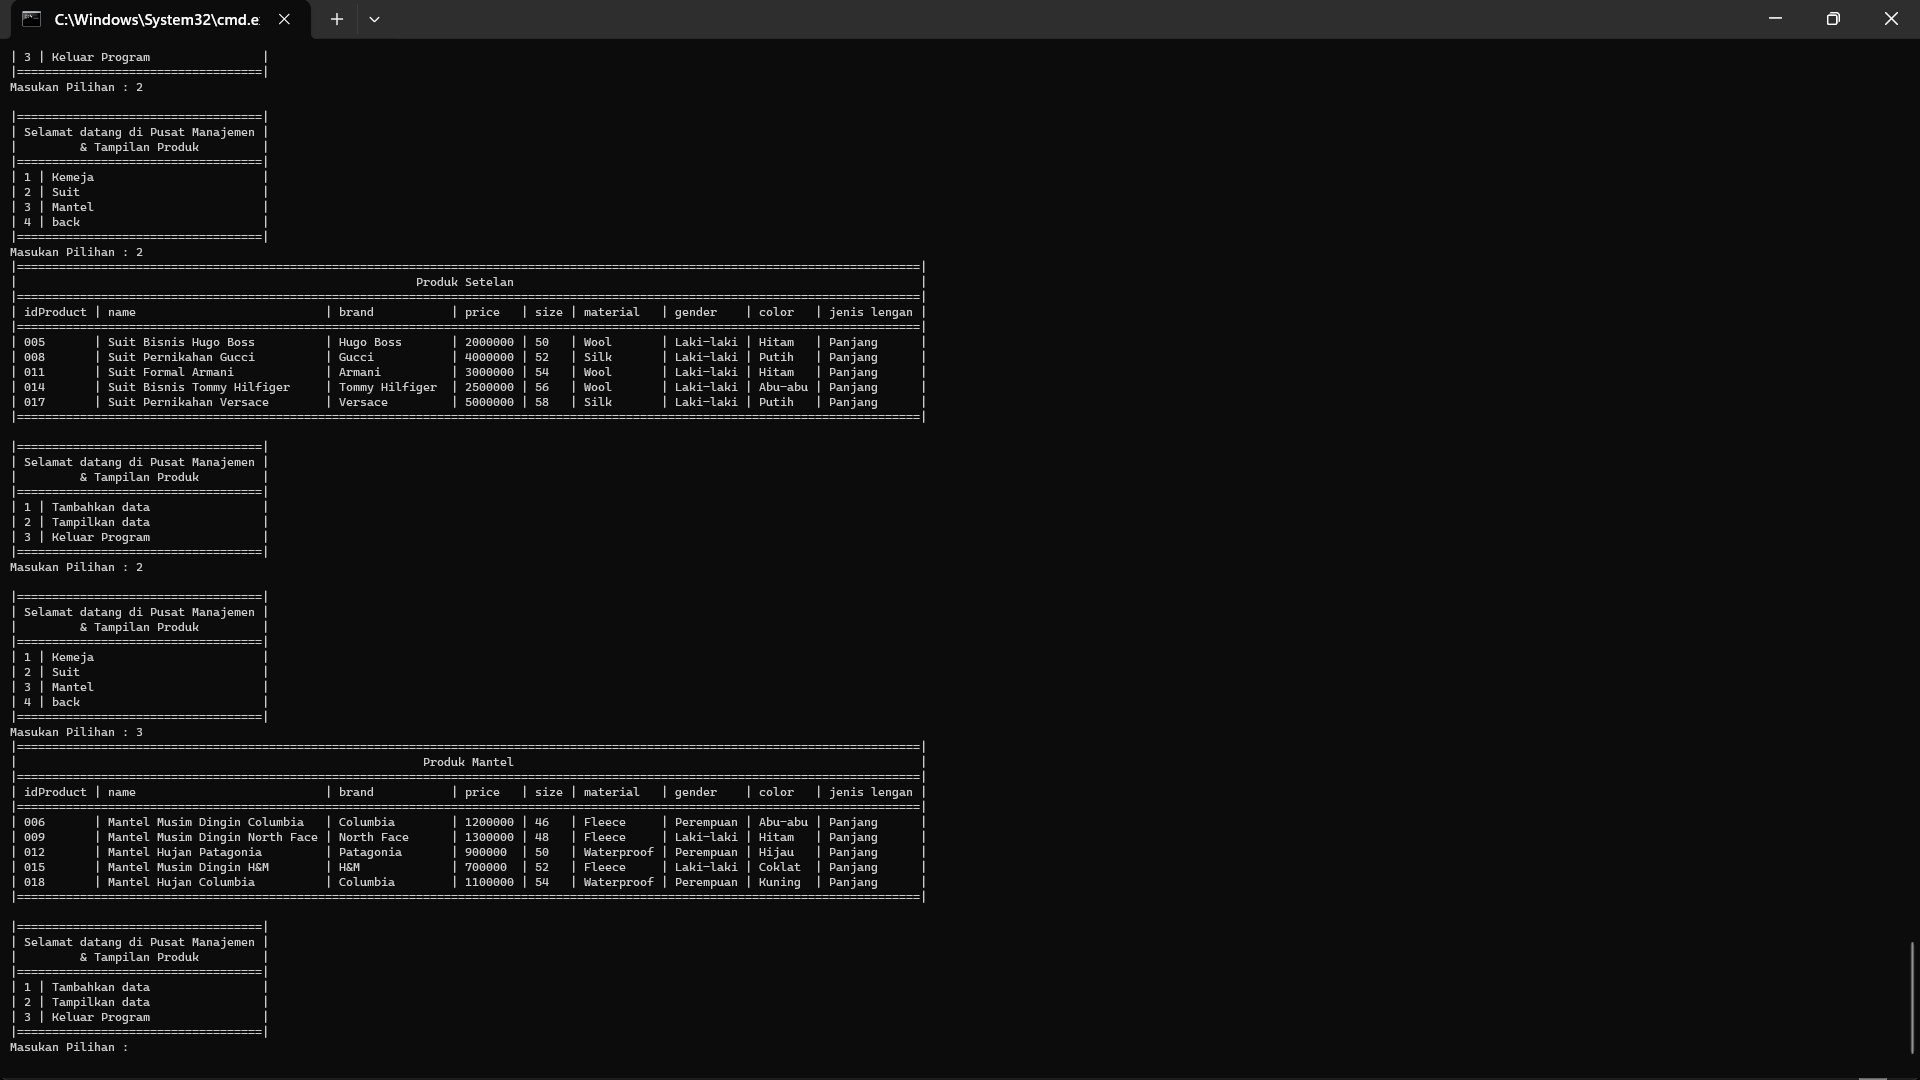 C:\Windows\System32\cmd.e
| 3 | Keluar Program                |
|===================================|
Masukan Pilihan : 2
|===================================|
| Selamat datang di Pusat Manajemen |
|         & Tampilan Produk         |
|===================================|
| 1 | Kemeja                        |
| 2 | Suit                          |
| 3 | Mantel                        |
| 4 | back                          |
|===================================|
Masukan Pilihan : 2
|=================================================================================================================================|
|                                                         Produk Setelan                                                          |
|=================================================================================================================================|
| idProduct | name                           | brand           | price   | size | material   | gender    | color   | jenis lengan |
|=================================================================================================================================|
| 005       | Suit Bisnis Hugo Boss          | Hugo Boss       | 2000000 | 50   | Wool       | Laki-laki | Hitam   | Panjang      |
| 008       | Suit Pernikahan Gucci          | Gucci           | 4000000 | 52   | Silk       | Laki-laki | Putih   | Panjang      |
| 011       | Suit Formal Armani             | Armani          | 3000000 | 54   | Wool       | Laki-laki | Hitam   | Panjang      |
| 014       | Suit Bisnis Tommy Hilfiger     | Tommy Hilfiger  | 2500000 | 56   | Wool       | Laki-laki | Abu-abu | Panjang      |
| 017       | Suit Pernikahan Versace        | Versace         | 5000000 | 58   | Silk       | Laki-laki | Putih   | Panjang      |
|=================================================================================================================================|
|===================================|
| Selamat datang di Pusat Manajemen |
|         & Tampilan Produk         |
|===================================|
| 1 | Tambahkan data                |
| 2 | Tampilkan data                |
| 3 | Keluar Program                |
|===================================|
Masukan Pilihan : 2
|===================================|
| Selamat datang di Pusat Manajemen |
|         & Tampilan Produk         |
|===================================|
| 1 | Kemeja                        |
| 2 | Suit                          |
| 3 | Mantel                        |
| 4 | back                          |
|===================================|
Masukan Pilihan : 3
|=================================================================================================================================|
|                                                          Produk Mantel                                                          |
|=================================================================================================================================|
| idProduct | name                           | brand           | price   | size | material   | gender    | color   | jenis lengan |
|=================================================================================================================================|
| 006       | Mantel Musim Dingin Columbia   | Columbia        | 1200000 | 46   | Fleece     | Perempuan | Abu-abu | Panjang      |
| 009       | Mantel Musim Dingin North Face | North Face      | 1300000 | 48   | Fleece     | Laki-laki | Hitam   | Panjang      |
| 012       | Mantel Hujan Patagonia         | Patagonia       | 900000  | 50   | Waterproof | Perempuan | Hijau   | Panjang      |
| 015       | Mantel Musim Dingin H&M        | H&M             | 700000  | 52   | Fleece     | Laki-laki | Coklat  | Panjang      |
| 018       | Mantel Hujan Columbia          | Columbia        | 1100000 | 54   | Waterproof | Perempuan | Kuning  | Panjang      |
|=================================================================================================================================|
|===================================|
| Selamat datang di Pusat Manajemen |
|         & Tampilan Produk         |
|===================================|
| 1 | Tambahkan data                |
| 2 | Tampilkan data                |
| 3 | Keluar Program                |
|===================================|
Masukan Pilihan :